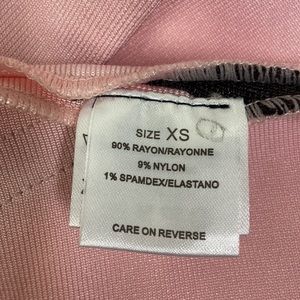 SIZE XS
90% RAYON/RAYONNE
9% NYLON
1% SPAMDEX/ELASTANO
CARE ON REVERSE